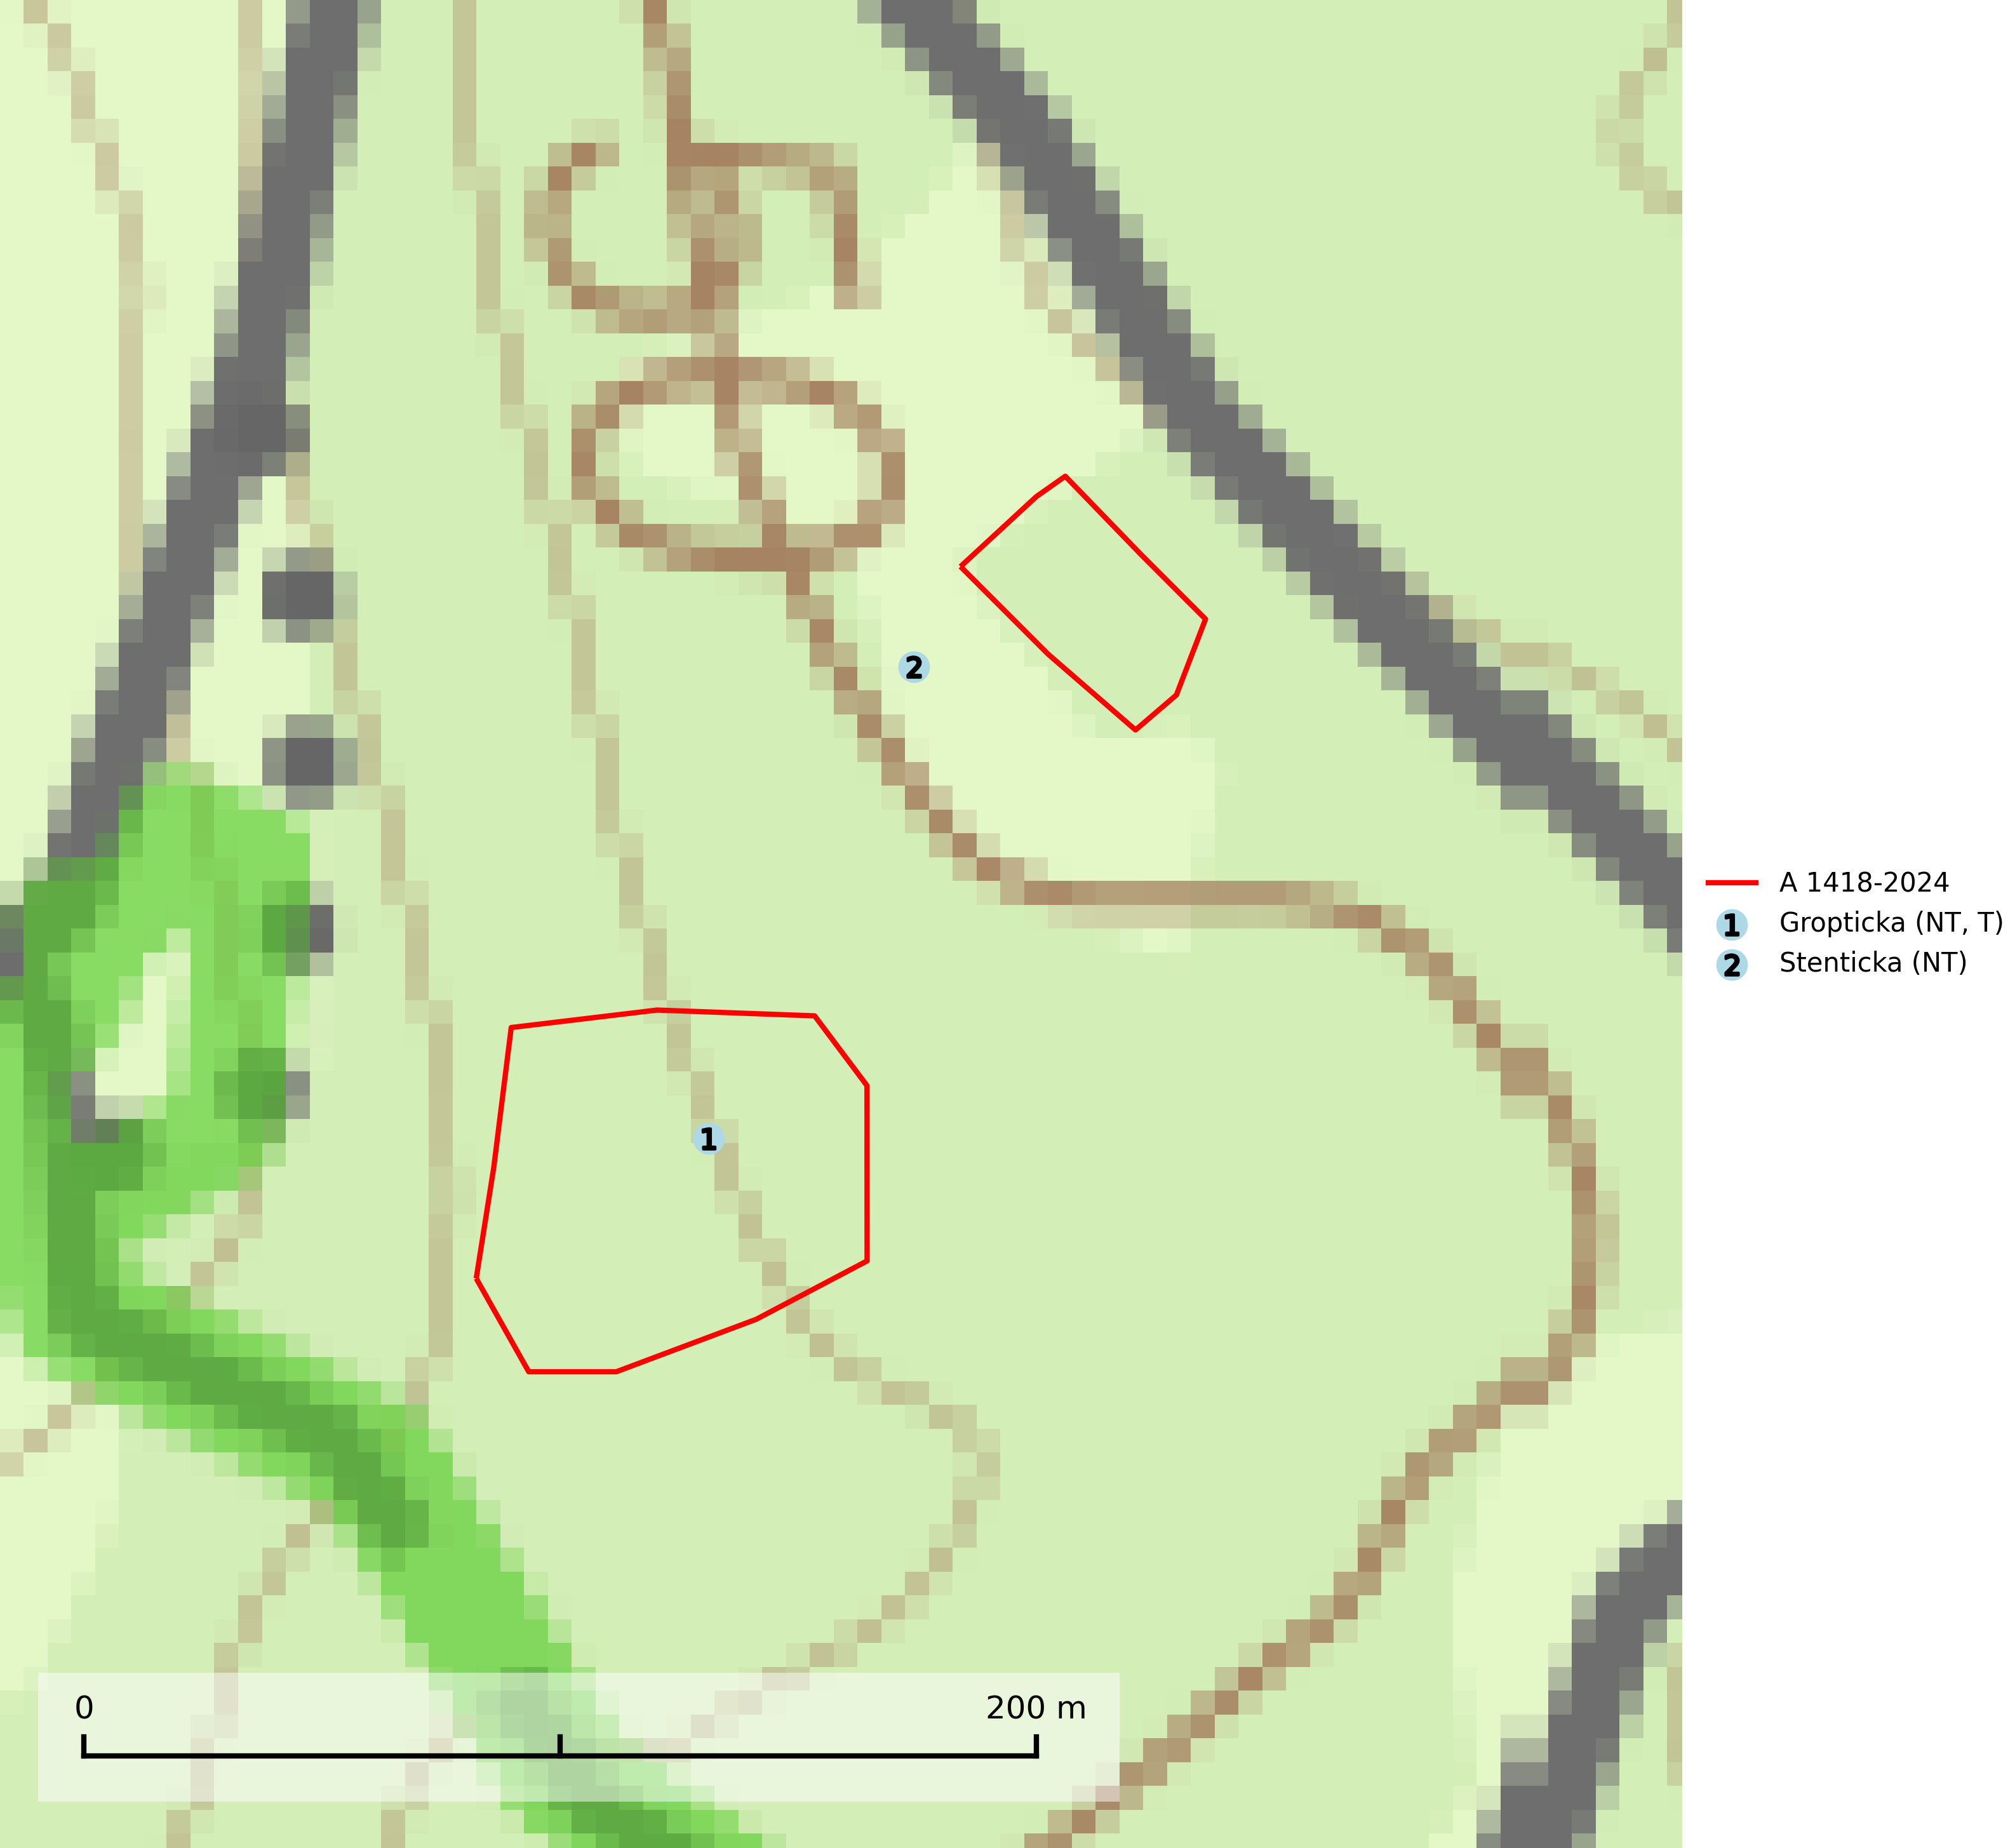 2
1
A 1418-2024
1 Gropticka (NT, T)
2 Stenticka (NT)
0 200 m